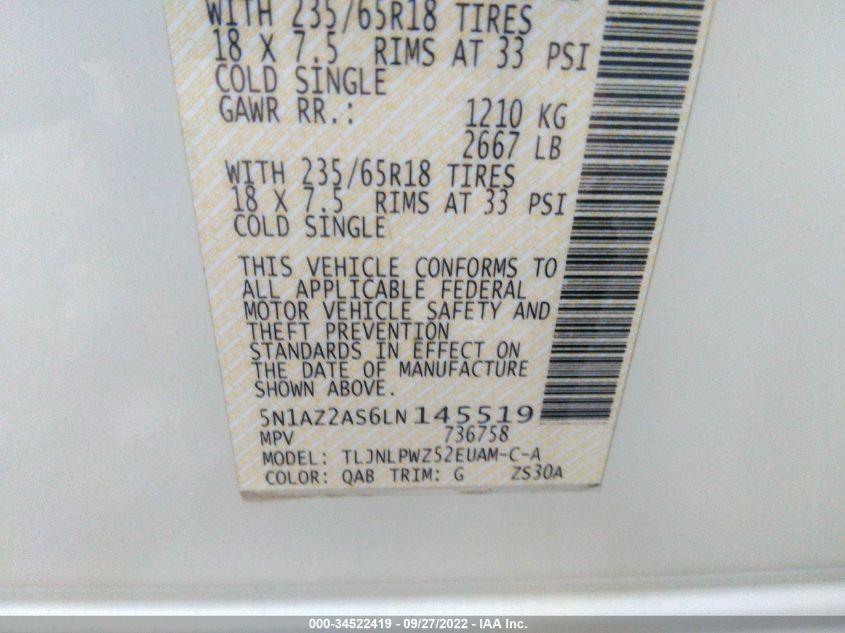 WITH 235/65R18 TIRES
18 X 7.5 RIMS AT 33 PSI
COLD SINGLE
GAWR RR.: 1210 KG
2667 LB
WITH 235/65R18 TIRES
18 X 7.5 RIMS AT 33 PSI
COLD SINGLE
THIS VEHICLE CONFORMS TO
ALL APPLICABLE FEDERAL
MOTOR VEHICLE SAFETY AND
THEFT PREVENTION
STANDARDS IN EFFECT ON
THE DATE OF MANUFACTURE
SHOWN ABOVE.
5N1AZ2AS6LN145519
MPV 736758
MODEL: TLJNLPWZ52EUAM-C-A
COLOR: QAB TRIM: G ZS30A
000-34522419 - 09/27/2022 - IAA Inc.